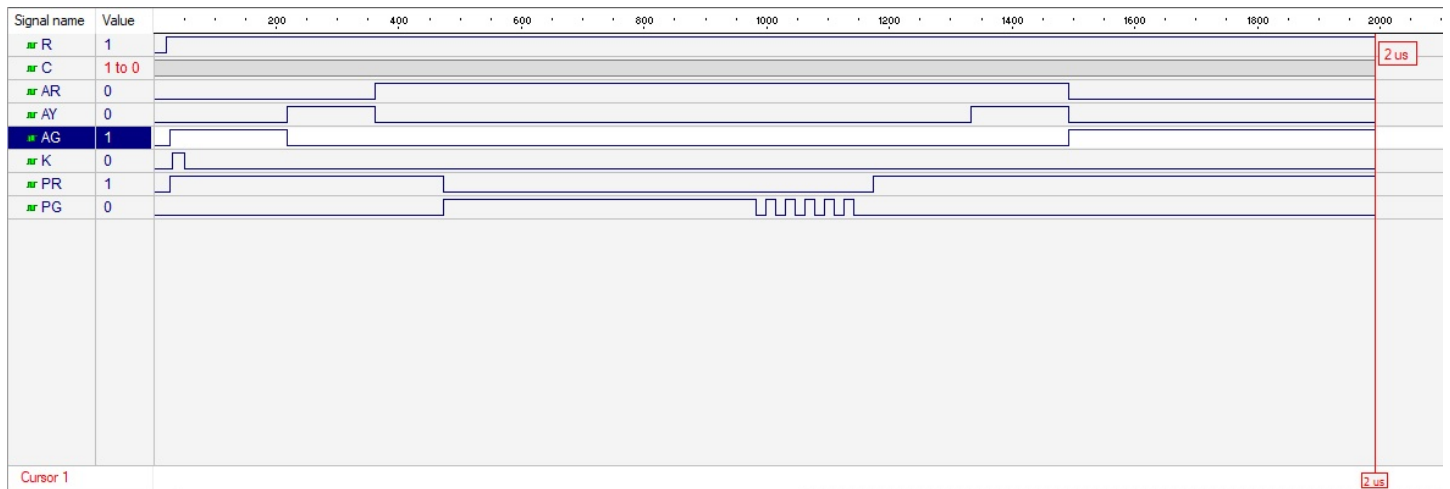 Signal name Value 200 400 600 800 1000 1200 1400 1600 1800 2000
R 1
2 us
C 1 to 0
AR 0
AY 0
AG 1
K 0
PR 1
PG 0
Cursor 1
2 us